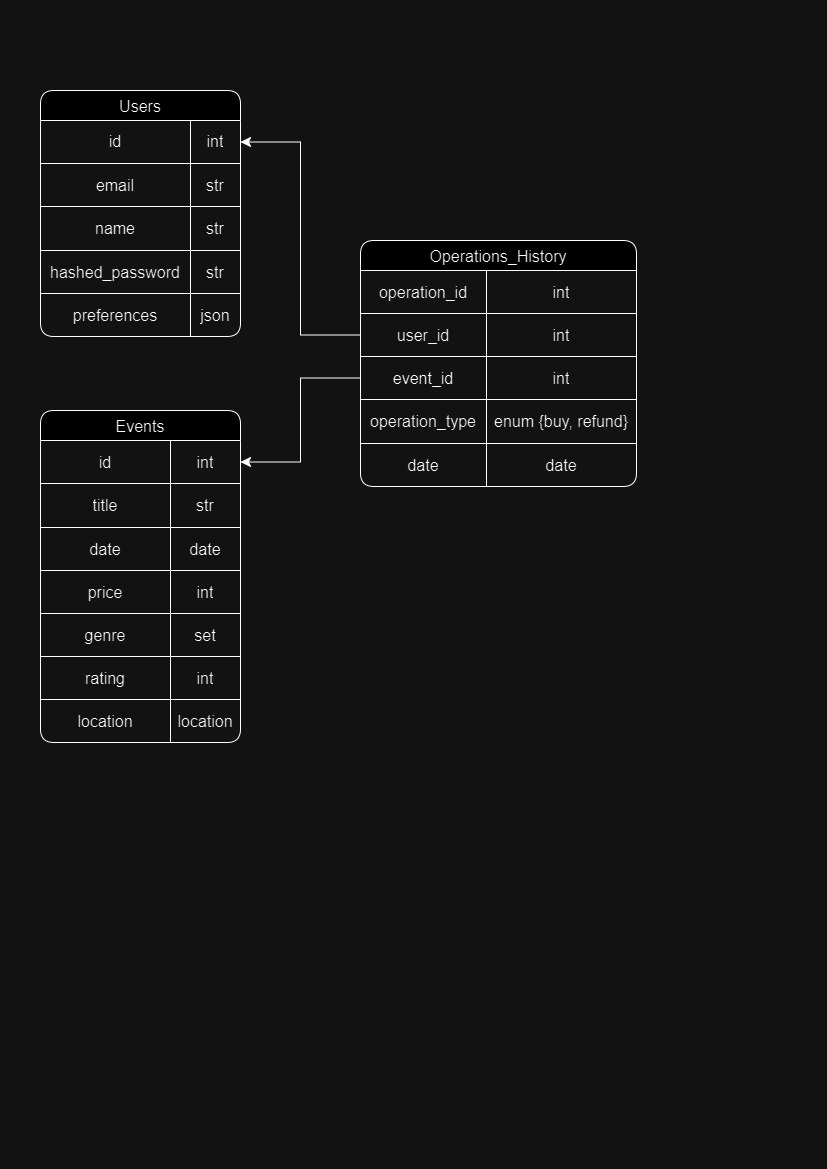 Users
id int
email str
name str
hashed_password str
preferences json
Operations_History
operation_id int
user_id int
event_id int
operation_type enum {buy, refund}
date date
Events
id int
title str
date date
price int
genre set
rating int
location location